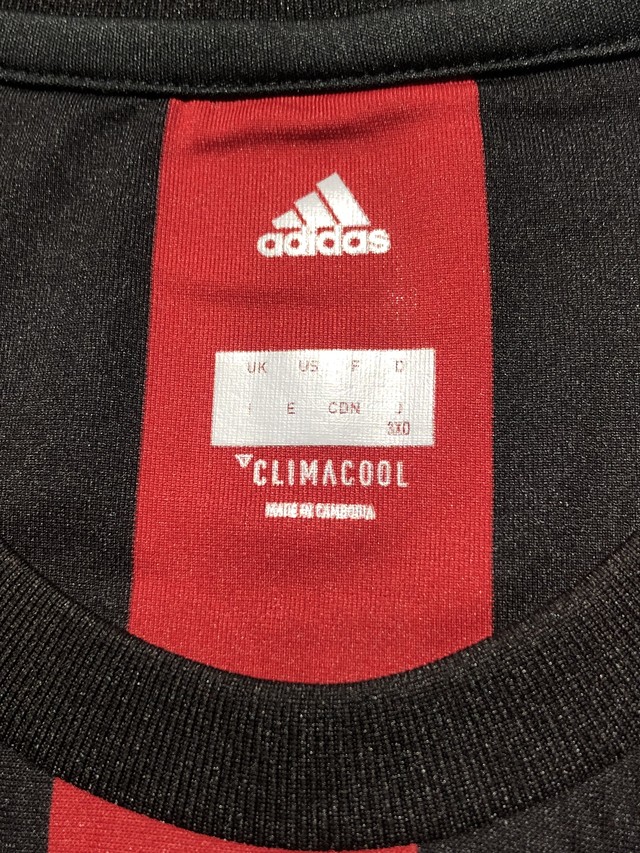 adidas
UK US F D
I E CDN J
3XO
CLIMACOOL
MADE IN CAMBODIA